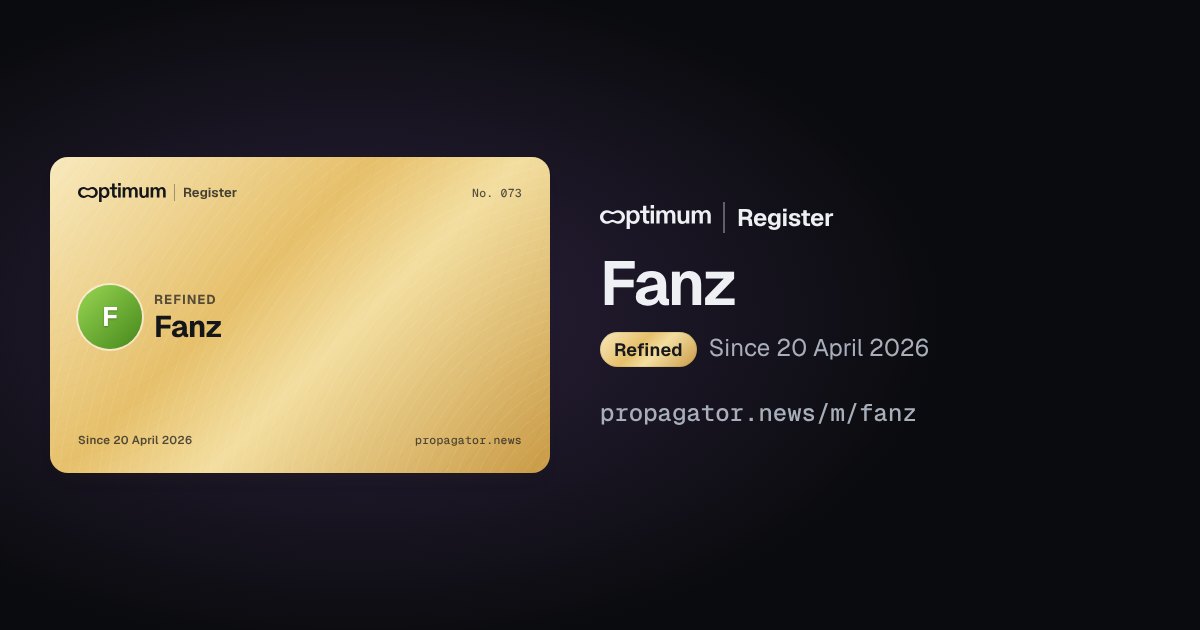 optimum | Register
No. 073
F
REFINED
Fanz
Since 20 April 2026
propagator.news
optimum | Register
Fanz
Refined
Since 20 April 2026
propagator.news/m/fanz